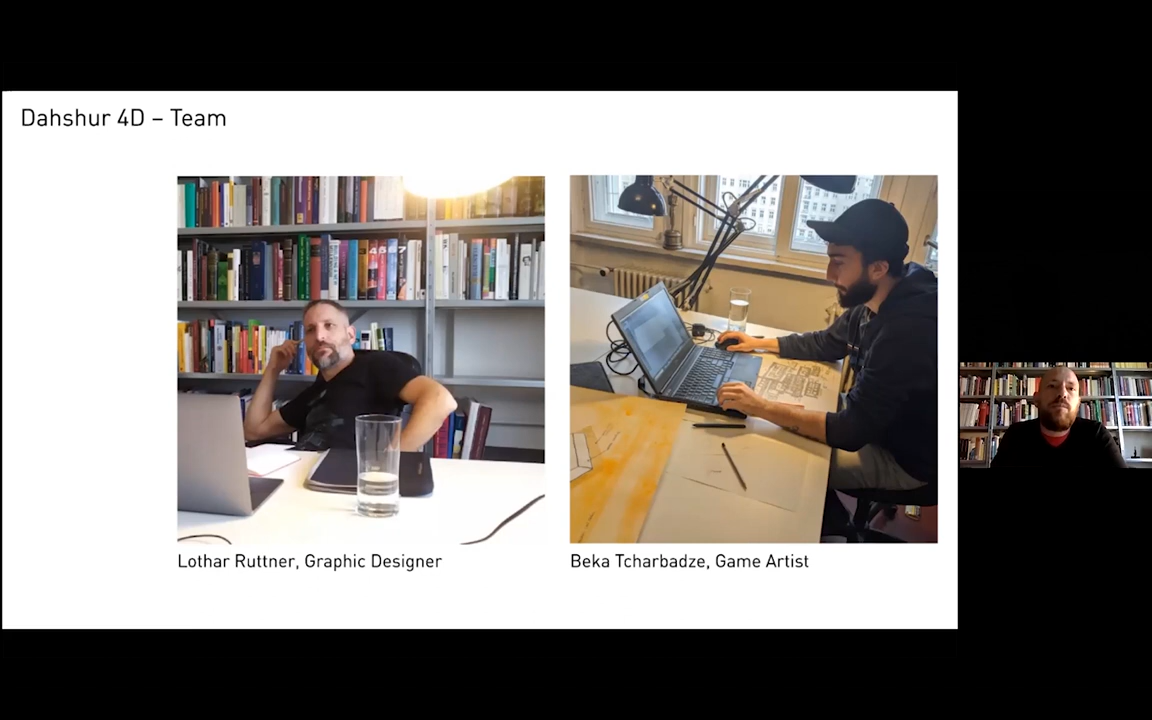 Dahshur 4D – Team
Lothar Ruttner, Graphic Designer
Beka Tcharbadze, Game Artist